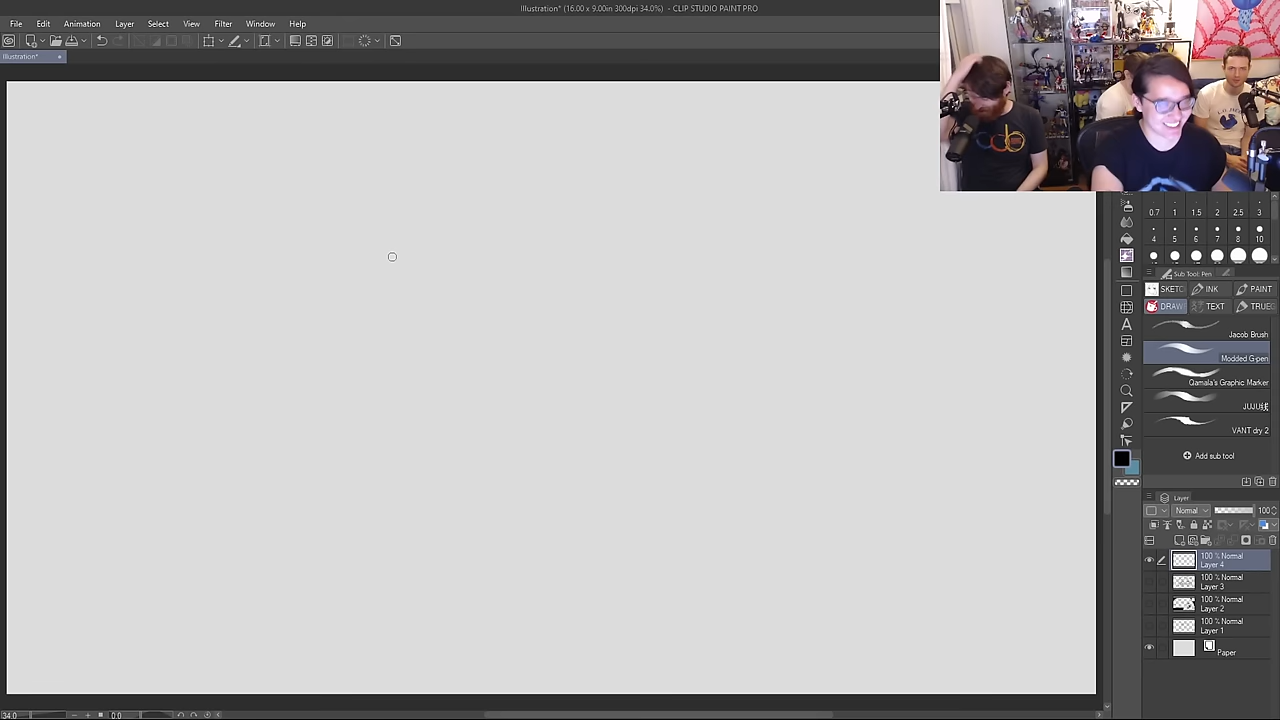 Illustration* (16.00 x 9.00in 300dpi 34.0%) - CLIP STUDIO PAINT PRO
File Edit Animation Layer Select View Filter Window Help
Illustration*
0.7 1 1.5 2 2.5 3
4 5 6 7 8 10
Sub Tool: Pen
SKETC INK PAINT
DRAW TEXT TRUE
Jacob Brush
Modded G-pen
Qamala's Graphic Marker
VANT dry 2
Add sub tool
Layer
Normal 100
100 % Normal
Layer 4
100 % Normal
Layer 3
100 % Normal
Layer 2
100 % Normal
Layer 1
Paper
34.0 0.0